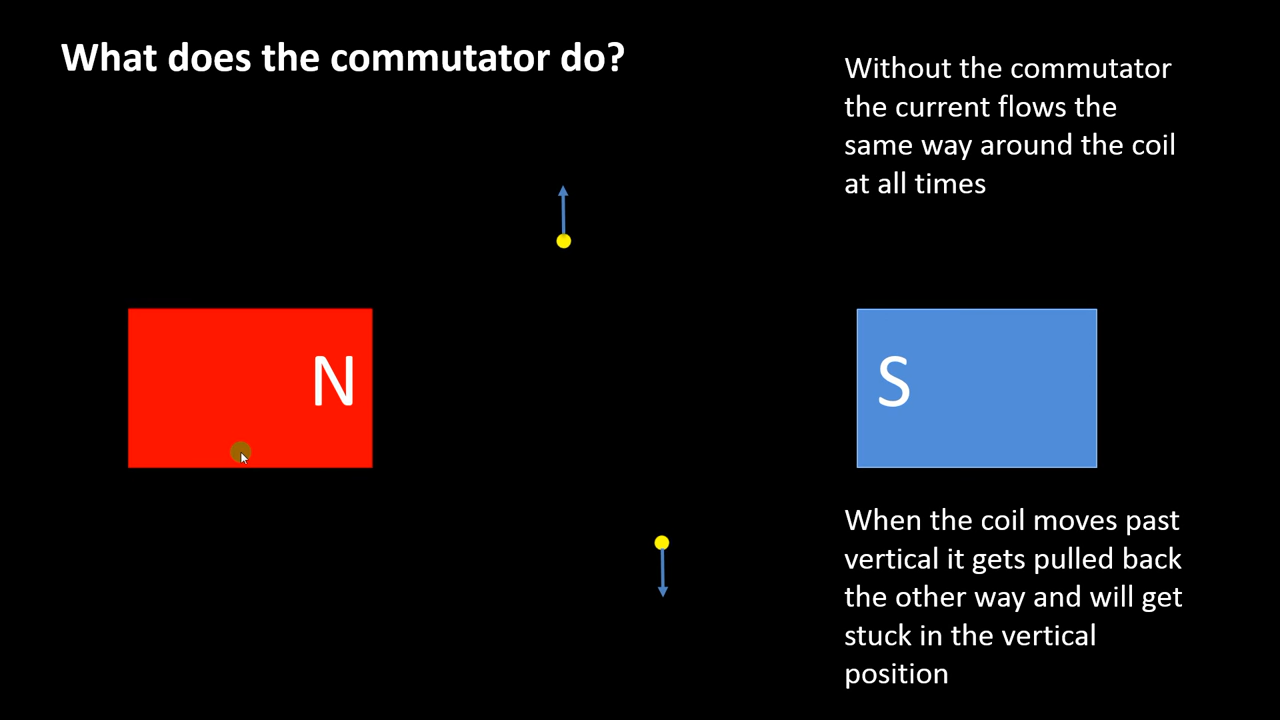 What does the commutator do?
Without the commutator
the current flows the
same way around the coil
at all times
N
S
When the coil moves past
vertical it gets pulled back
the other way and will get
stuck in the vertical
position